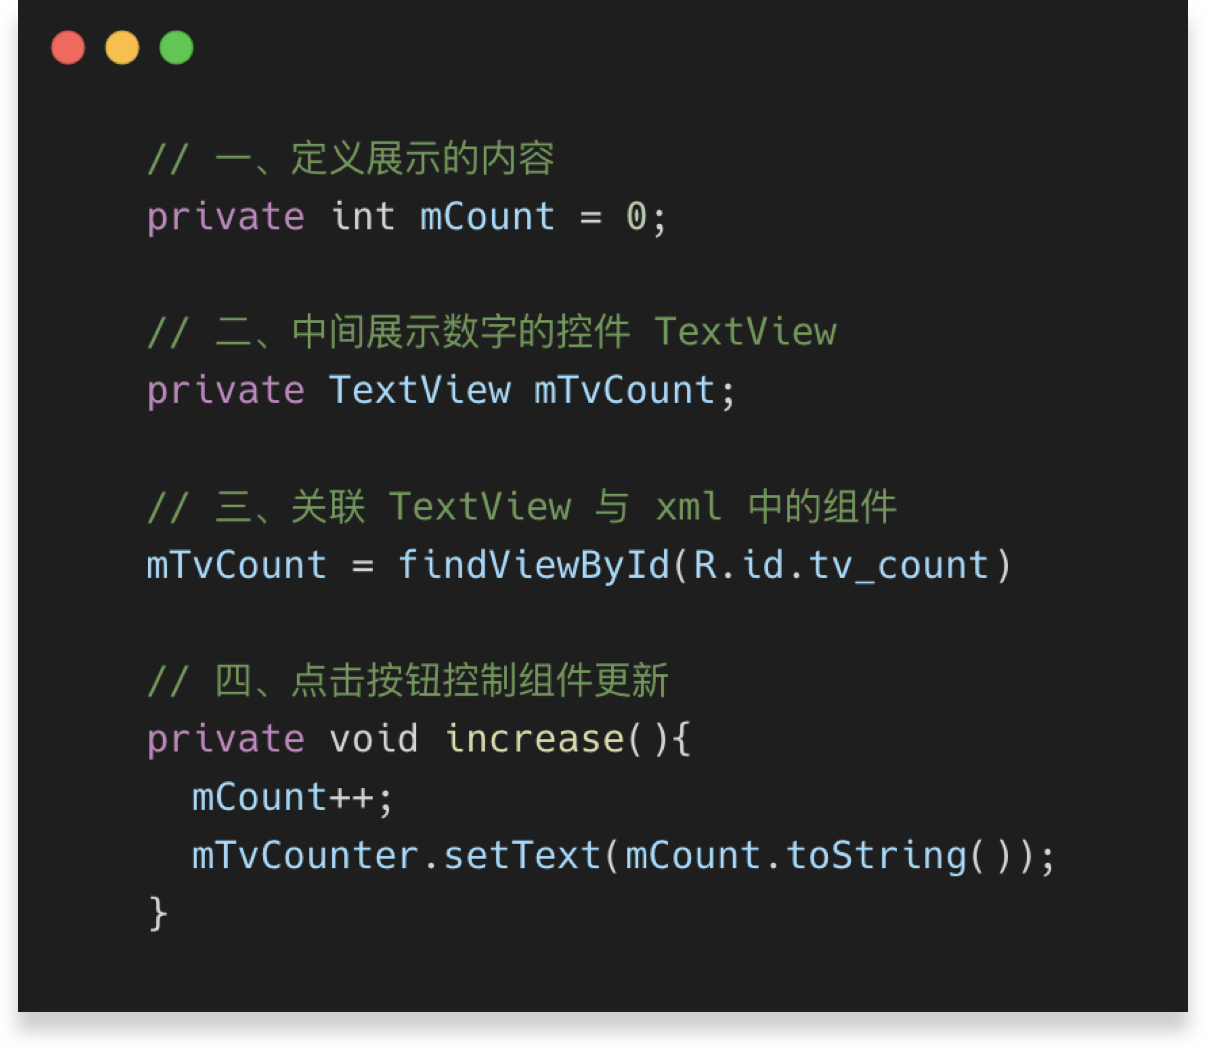 // 一、定义展示的内容
private int mCount = 0;
// 二、中间展示数字的控件 TextView
private TextView mTvCount;
// 三、关联 TextView 与 xml 中的组件
mTvCount = findViewById(R.id.tv_count)
// 四、点击按钮控制组件更新
private void increase(){
mCount++;
mTvCounter.setText(mCount.toString());
}